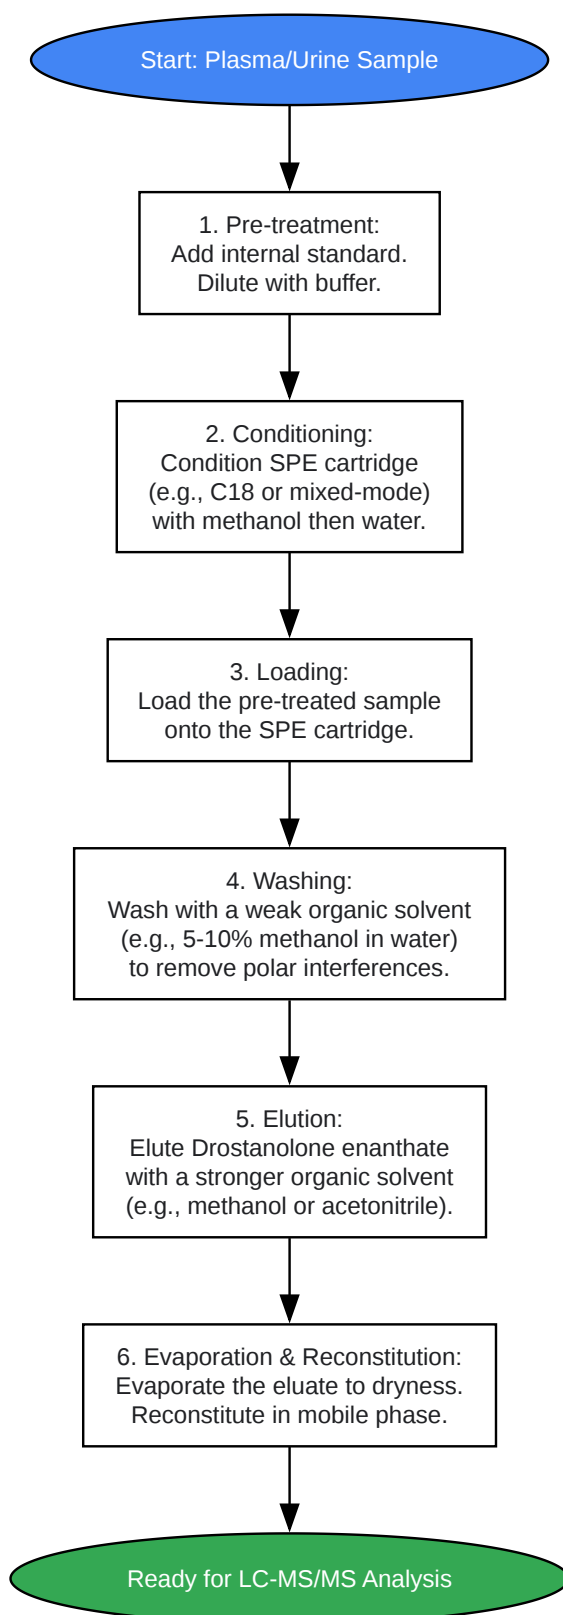 Start: Plasma/Urine Sample
1. Pre-treatment:
Add internal standard.
Dilute with buffer.
2. Conditioning:
Condition SPE cartridge
(e.g., C18 or mixed-mode)
with methanol then water.
3. Loading:
Load the pre-treated sample
onto the SPE cartridge.
4. Washing:
Wash with a weak organic solvent
(e.g., 5-10% methanol in water)
to remove polar interferences.
5. Elution:
Elute Drostanolone enanthate
with a stronger organic solvent
(e.g., methanol or acetonitrile).
6. Evaporation & Reconstitution:
Evaporate the eluate to dryness.
Reconstitute in mobile phase.
Ready for LC-MS/MS Analysis